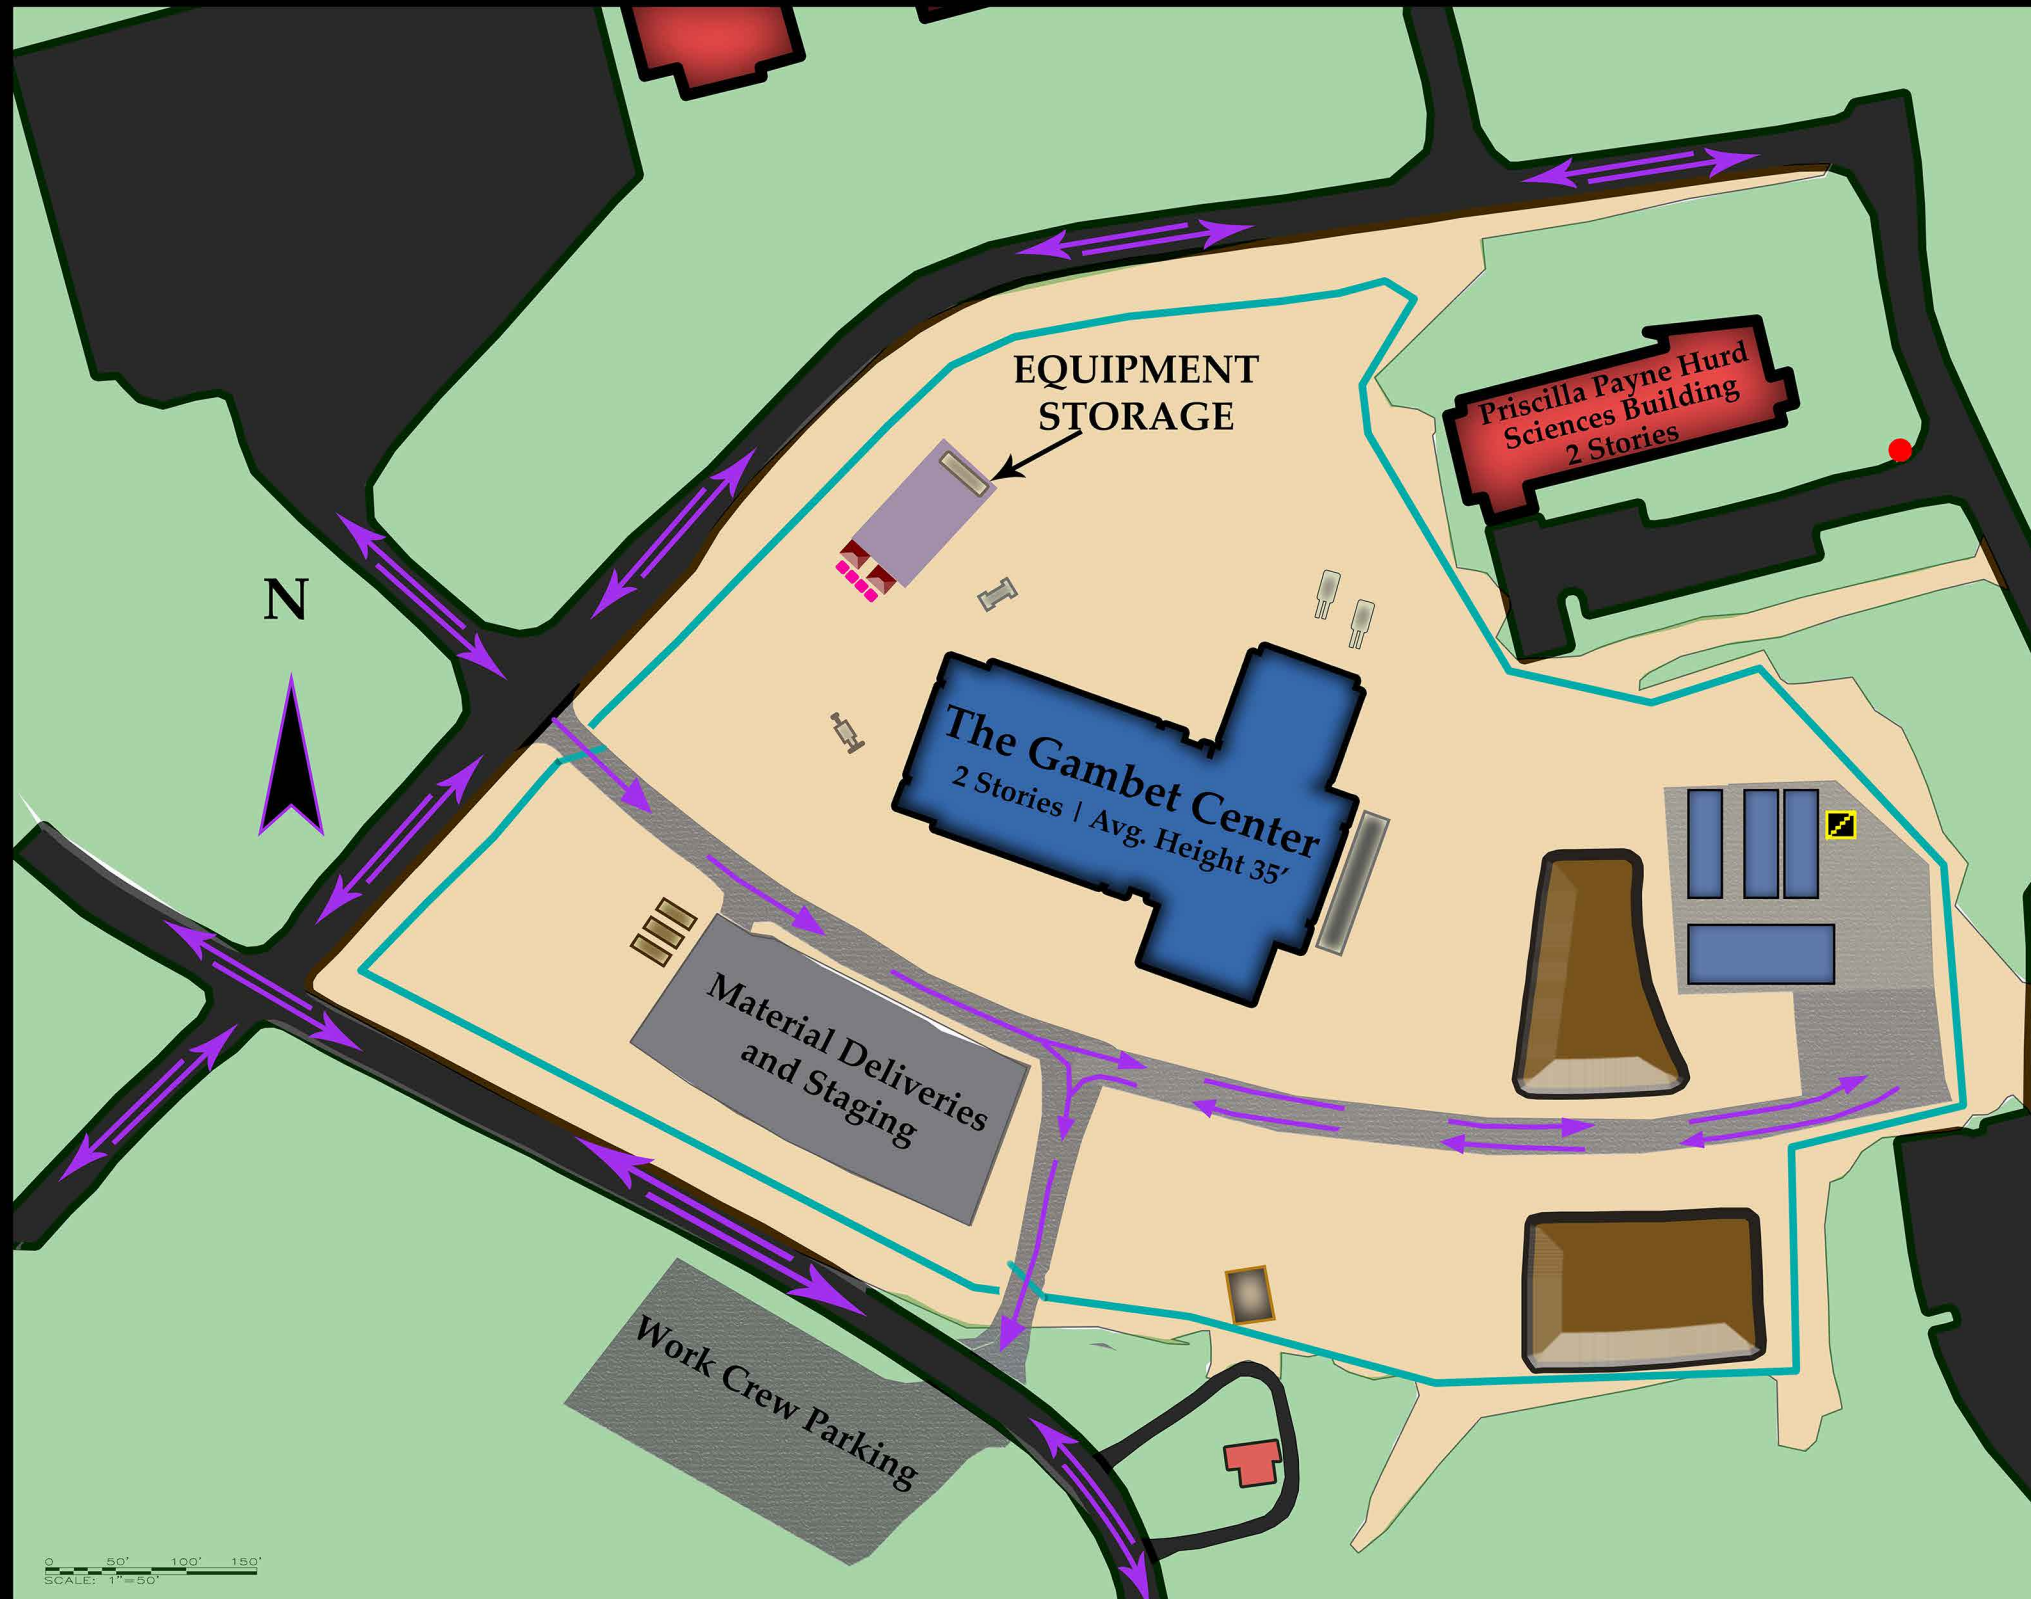 EQUIPMENT
STORAGE
Priscilla Payne Hurd
Sciences Building
2 Stories
N
The Gambet Center
2 Stories | Avg. Height 35′
Material Deliveries
and Staging
Work Crew Parking
0 50' 100' 150'
SCALE: 1"=50'